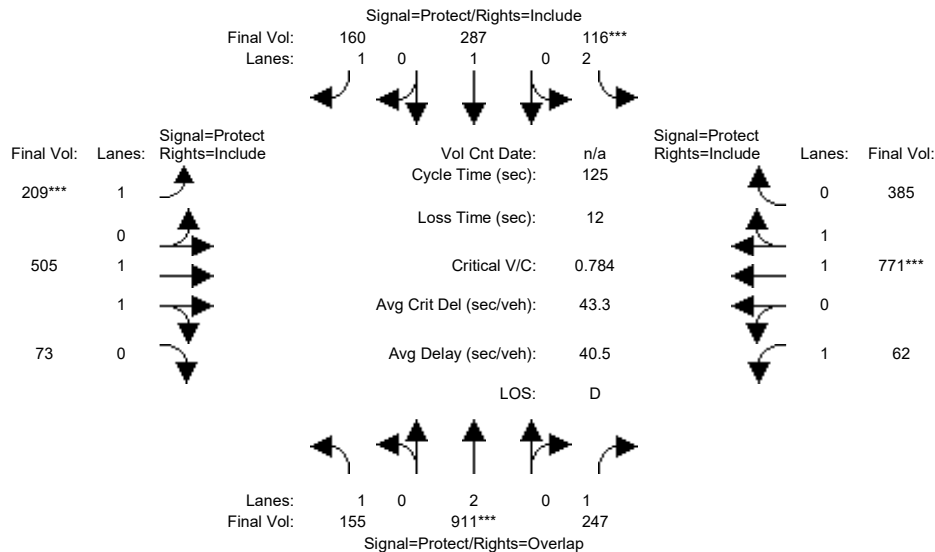 Signal=Protect/Rights=Include
Final Vol: 160 287 116***
Lanes: 1 0 1 0 2
Signal=Protect Signal=Protect
Final Vol: Lanes: Rights=Include Vol Cnt Date: n/a Rights=Include Lanes: Final Vol:
Cycle Time (sec): 125
209*** 1 0 385
Loss Time (sec): 12
0 1
505 1 Critical V/C: 0.784 1 771***
1 Avg Crit Del (sec/veh): 43.3 0
73 0 Avg Delay (sec/veh): 40.5 1 62
LOS: D
Lanes: 1 0 2 0 1
Final Vol: 155 911*** 247
Signal=Protect/Rights=Overlap